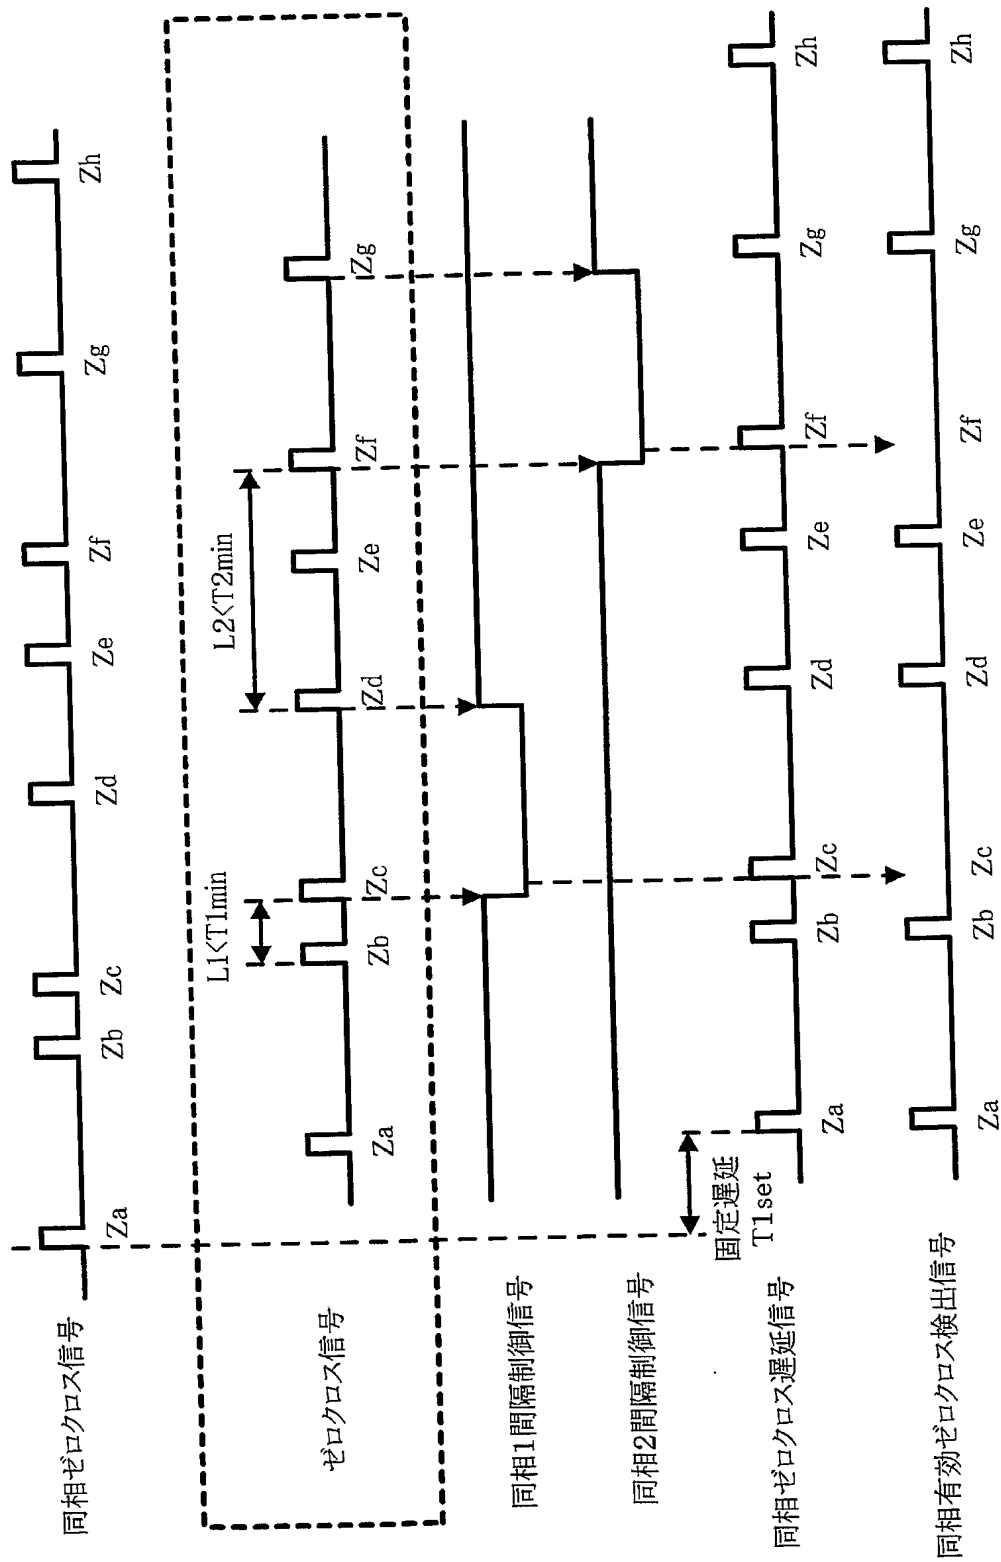 同相ゼロクロス信号
Za
Zb
Zc
Zd
Ze
Zf
Zg
Zh
ゼロクロス信号
L1<T1min
L2<T2min
Za
Zb
Zc
Zd
Ze
Zf
Zg
同相1間隔制御信号
同相2間隔制御信号
固定遅延
T1set
同相ゼロクロス遅延信号
Za
Zb
Zc
Zd
Ze
Zf
Zg
Zh
同相有効ゼロクロス検出信号
Za
Zb
Zc
Zd
Ze
Zf
Zg
Zh